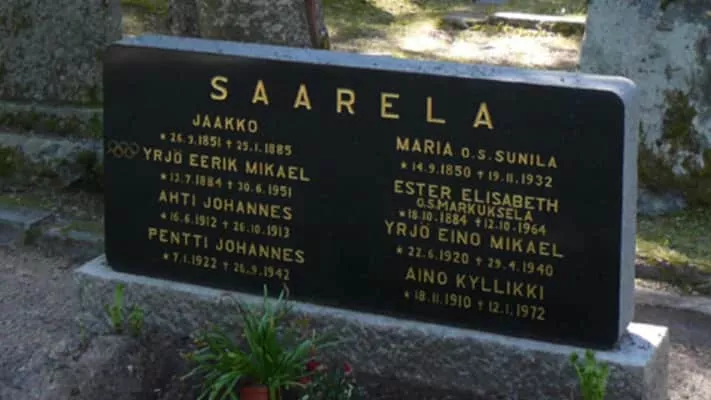 SAARELA
JAAKKO
* 26.9.1851 † 25.1.1885
YRJÖ EERIK MIKAEL
* 13.7.1884 † 30.6.1951
AHTI JOHANNES
* 16.6.1912 † 26.10.1913
PENTTI JOHANNES
* 7.1.1922 † 26.9.1942
MARIA O.S. SUNILA
* 14.9.1850 † 19.11.1932
ESTER ELISABETH
O.S. MARKUKSELA
* 18.10.1884 † 12.10.1964
YRJÖ EINO MIKAEL
* 22.6.1920 † 29.4.1940
AINO KYLLIKKI
* 18.11.1910 † 12.1.1972